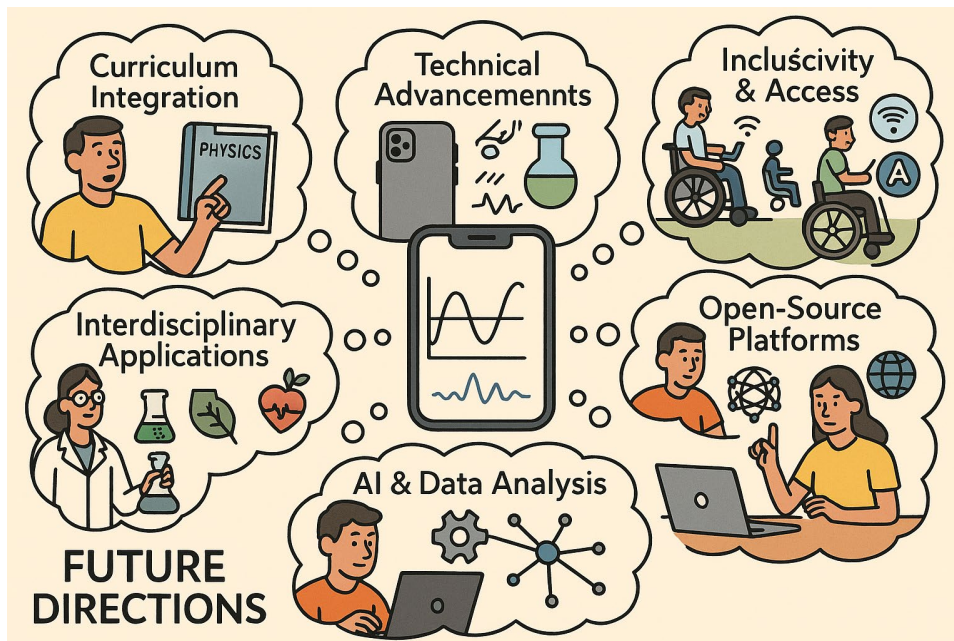 Curriculum
Integration
PHYSICS
Technical
Advancemennts
Incluścivity
& Access
A
Interdisciplinary
Applications
Open-Source
Platforms
AI & Data Analysis
FUTURE
DIRECTIONS